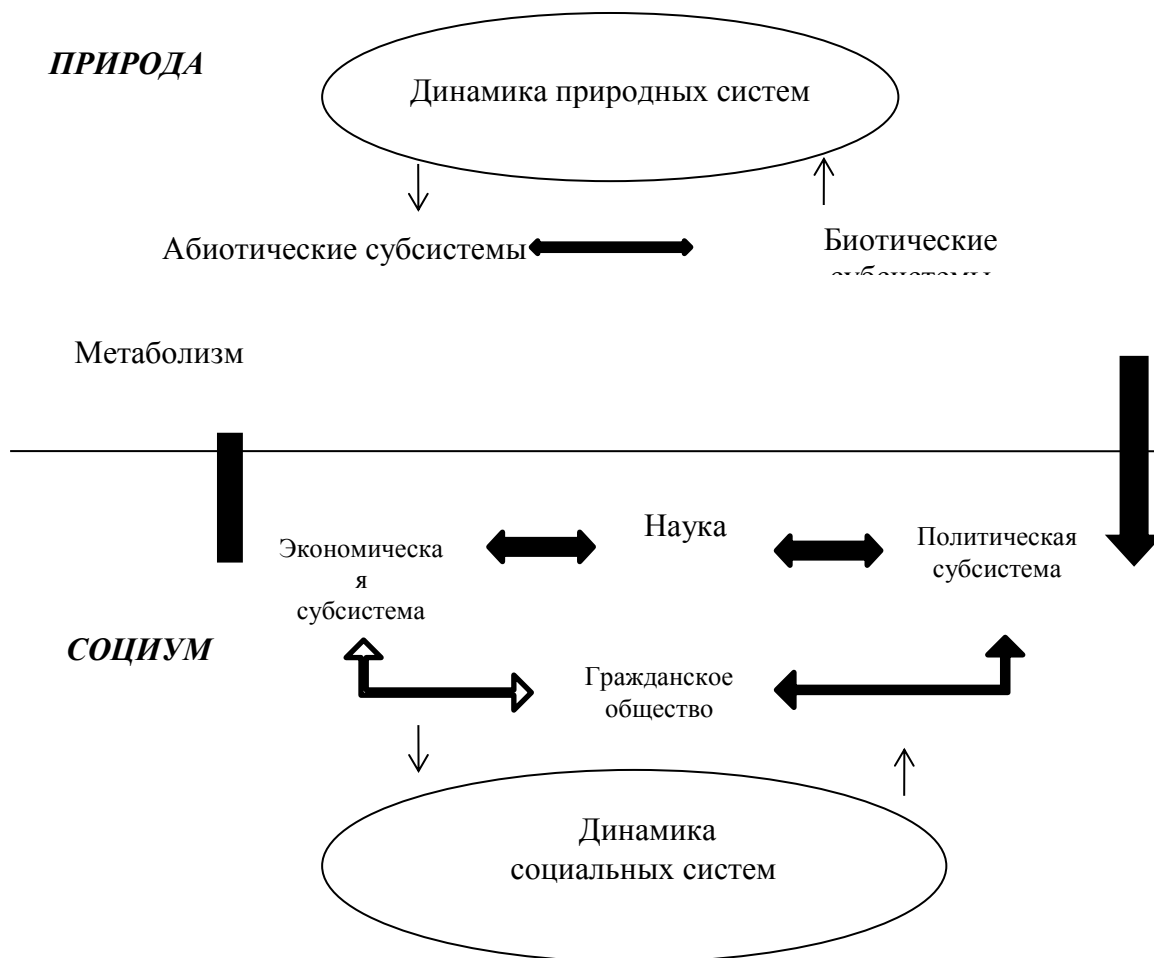 ПРИРОДА
Динамика природных систем
Абиотические субсистемы
Биотические
субсистемы
Метаболизм
Экономическа
я
субсистема
Наука
Политическая
субсистема
СОЦИУМ
Гражданское
общество
Динамика
социальных систем